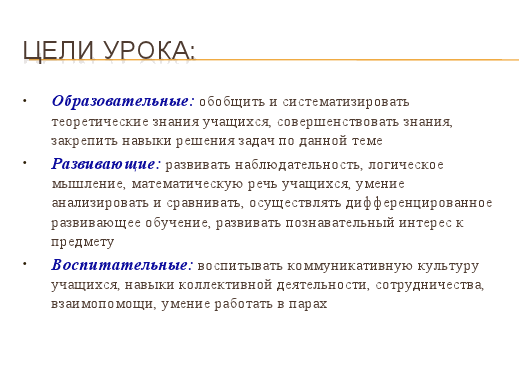 ЦЕЛИ УРОКА:
• Образовательные: обобщить и систематизировать
теоретические знания учащихся, совершенствовать знания,
закрепить навыки решения задач по данной теме
• Развивающие: развивать наблюдательность, логическое
мышление, математическую речь учащихся, умение
анализировать и сравнивать, осуществлять дифференцированное
развивающее обучение, развивать познавательный интерес к
предмету
• Воспитательные: воспитывать коммуникативную культуру
учащихся, навыки коллективной деятельности, сотрудничества,
взаимопомощи, умение работать в парах